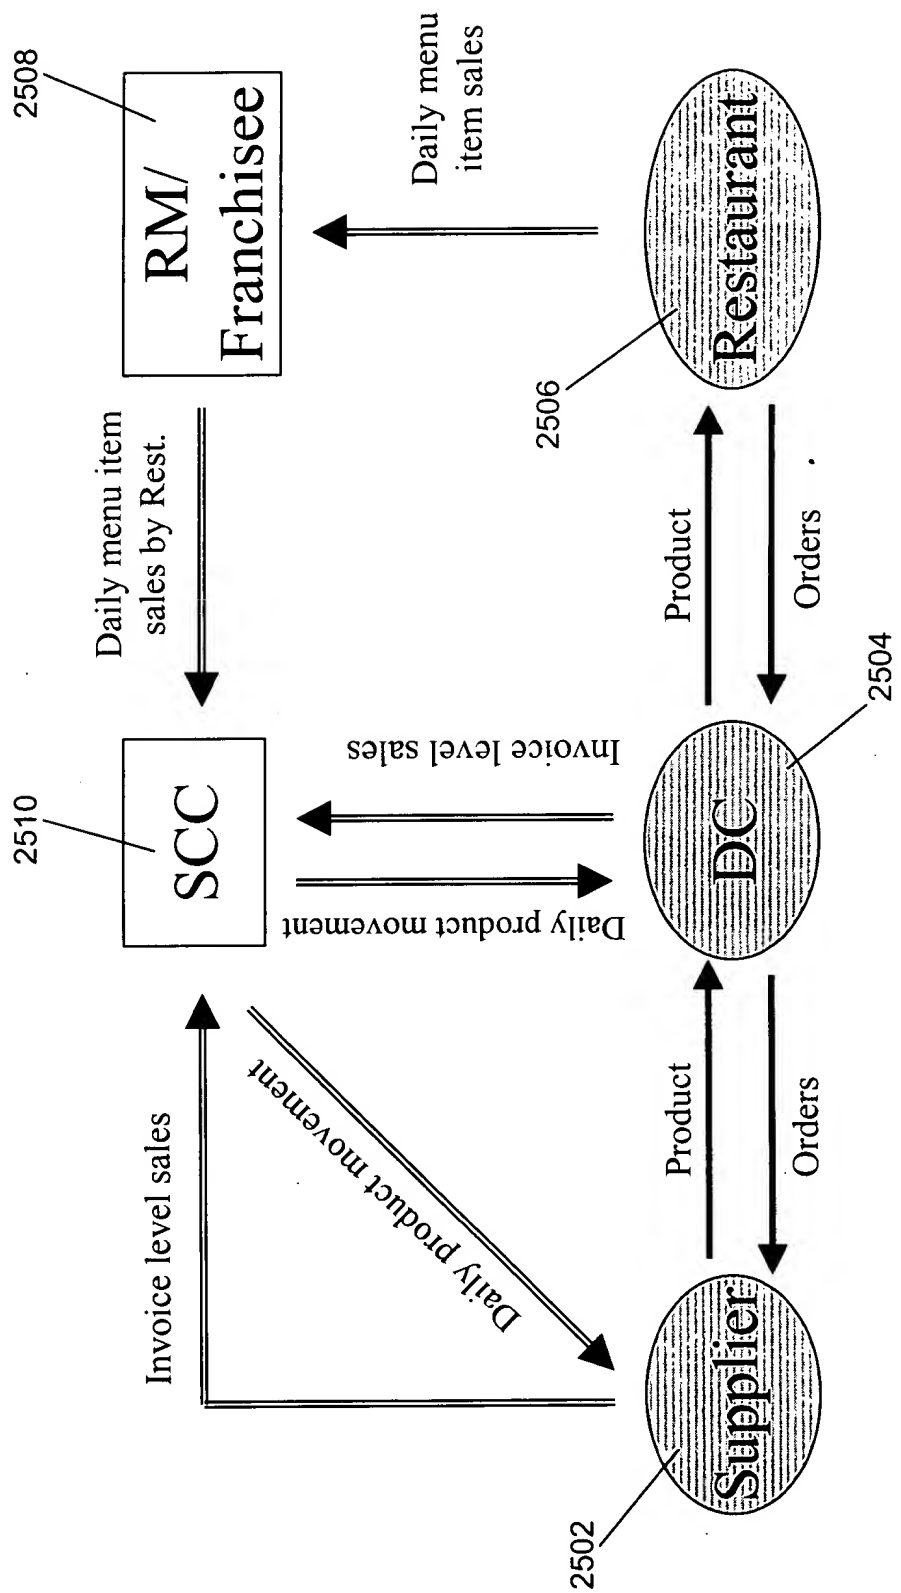 2510
2508
SCC
RM/
Franchisee
Daily menu item
sales by Rest.
Invoice level sales
Daily product movement
Daily product movement
Invoice level sales
Daily menu
item sales
2502
Supplier
Product
Orders
DC
2504
Product
Orders
2506
Restaurant